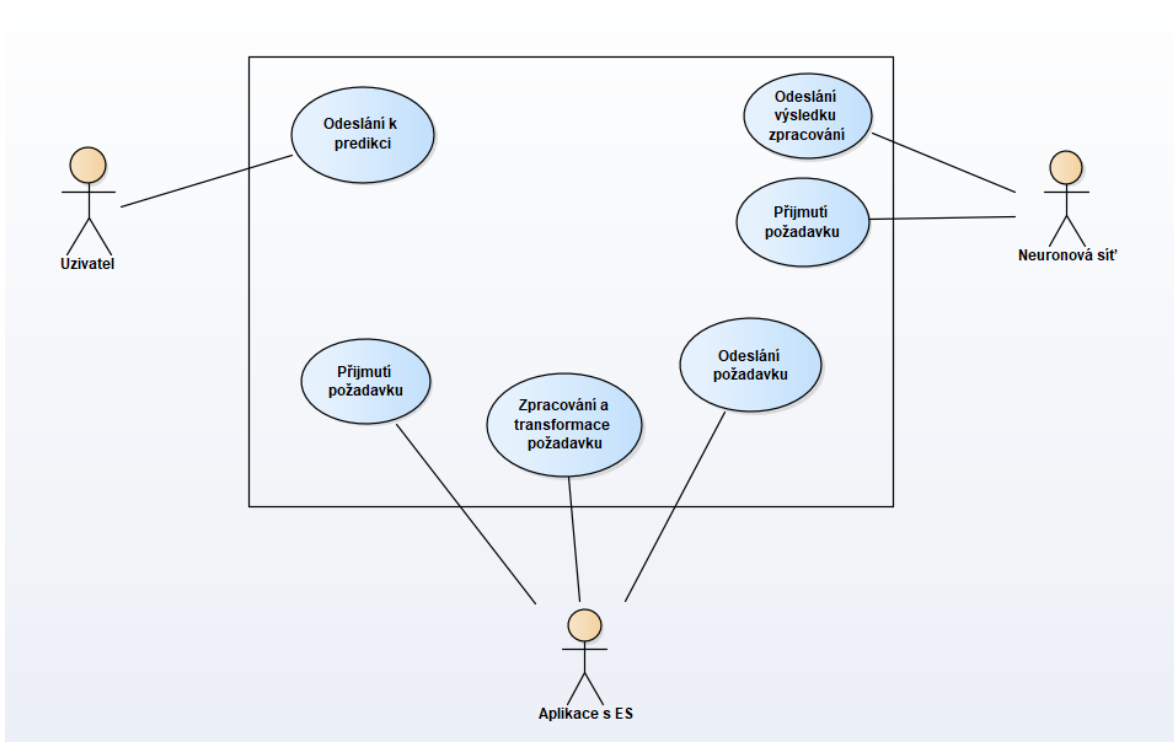 Odeslání k
predikci
Odeslání
výsledku
zpracování
Uzivatel
Přijmutí
požadavku
Neuronová síť
Přijmutí
požadavku
Zpracování a
transformace
požadavku
Odeslání
požadavku
Aplikace s ES